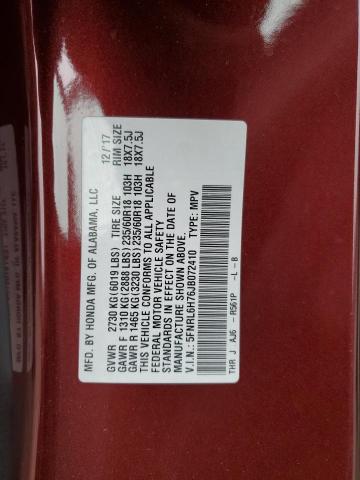 MFD. BY HONDA MFG. OF ALABAMA, LLC 12/'17
GVWR 2730 KG(6019 LBS) TIRE SIZE RIM SIZE
GAWR F 1310 KG(2888 LBS) 235/60R18 103H 18X7.5J
GAWR R 1465 KG(3230 LBS) 235/60R18 103H 18X7.5J
THIS VEHICLE CONFORMS TO ALL APPLICABLE
FEDERAL MOTOR VEHICLE SAFETY
STANDARDS IN EFFECT ON THE DATE OF
MANUFACTURE SHOWN ABOVE.
V.I.N.: 5FNRL6H76JB072410 TYPE: MPV
THR J AJ6 - R561P -L -B